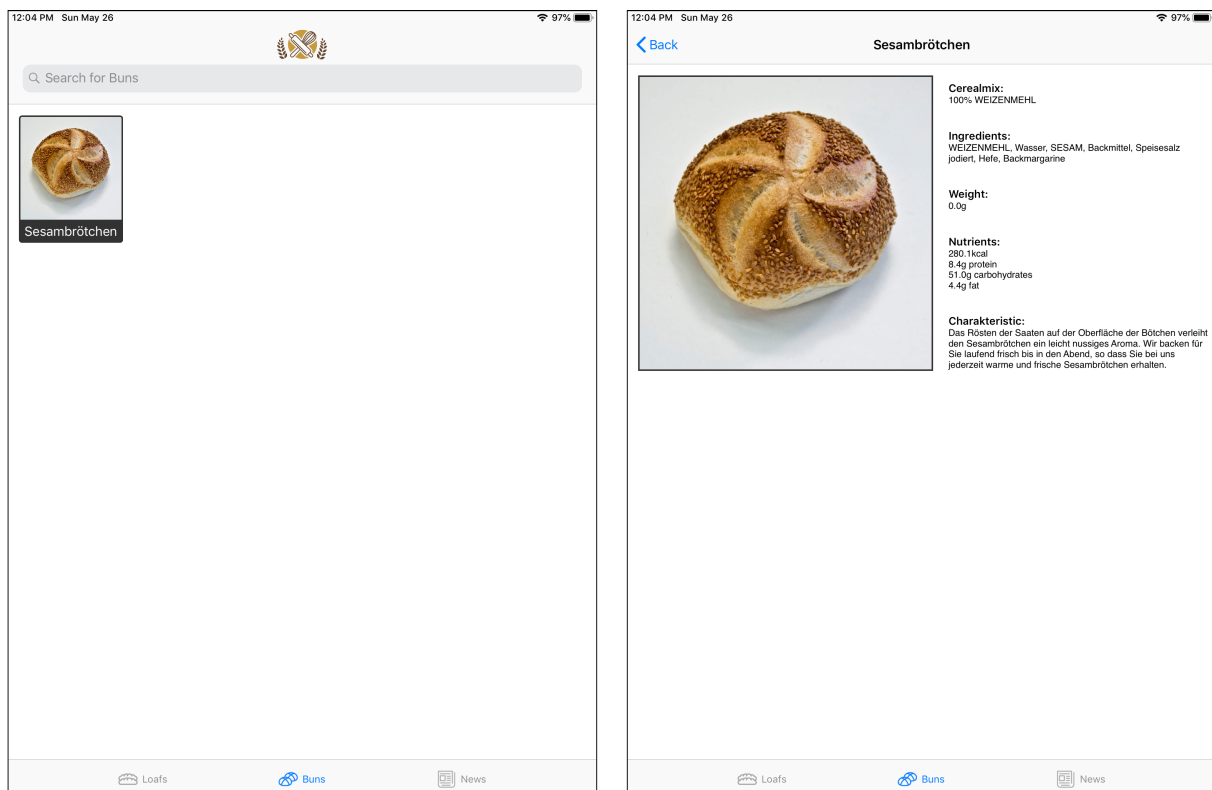 12:04 PM Sun May 26
97%
Search for Buns
Sesambrötchen
Loafs
Buns
News
12:04 PM Sun May 26
97%
Back
Sesambrötchen
Cerealmix:
100% WEIZENMEHL
Ingredients:
WEIZENMEHL, Wasser, SESAM, Backmittel, Speisesalz
jodiert, Hefe, Backmargarine
Weight:
0.0g
Nutrients:
280.1kcal
8.4g protein
51.0g carbohydrates
4.4g fat
Charakteristic:
Das Rösten der Saaten auf der Oberfläche der Bötchen verleiht
den Sesambrötchen ein leicht nussiges Aroma. Wir backen für
Sie laufend frisch bis in den Abend, so dass Sie bei uns
jederzeit warme und frische Sesambrötchen erhalten.
Loafs
Buns
News